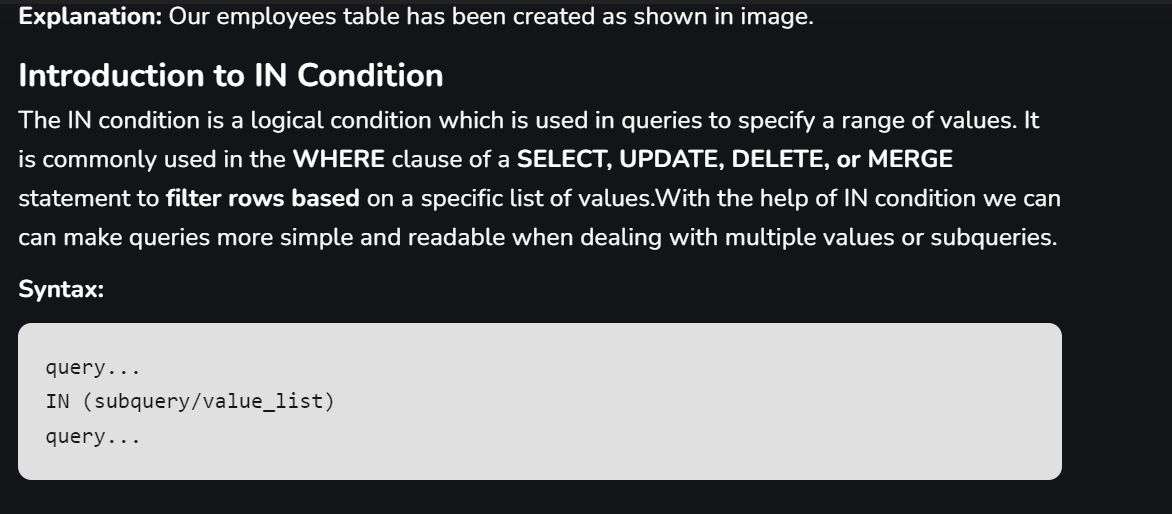 Explanation: Our employees table has been created as shown in image.
Introduction to IN Condition
The IN condition is a logical condition which is used in queries to specify a range of values. It
is commonly used in the WHERE clause of a SELECT, UPDATE, DELETE, or MERGE
statement to filter rows based on a specific list of values.With the help of IN condition we can
can make queries more simple and readable when dealing with multiple values or subqueries.
Syntax:
query...
IN (subquery/value_list)
query...